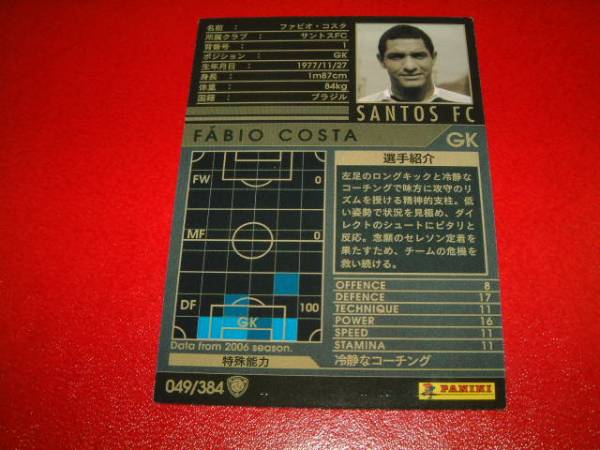 名前 : ファビオ・コスタ
所属クラブ : サントスFC
背番号 : 1
ポジション : GK
生年月日 : 1977/11/27
身長 : 1m87cm
体重 : 84kg
国籍 : ブラジル
SANTOS FC
FÁBIO COSTA
GK
選手紹介
左足のロングキックと冷静な
コーチングで味方に攻守のリ
ズムを授ける精神的支柱。低
い姿勢で状況を見極め、ダイ
レクトのシュートにピタリと
反応。念願のセレソン定着を
果たすため、チームの危機を
救い続ける。
FW 0
MF 0
DF 100
GK
Data from 2006 season.
OFFENCE 8
DEFENCE 17
TECHNIQUE 11
POWER 16
SPEED 11
STAMINA 11
特殊能力
冷静なコーチング
049/384
PANINI